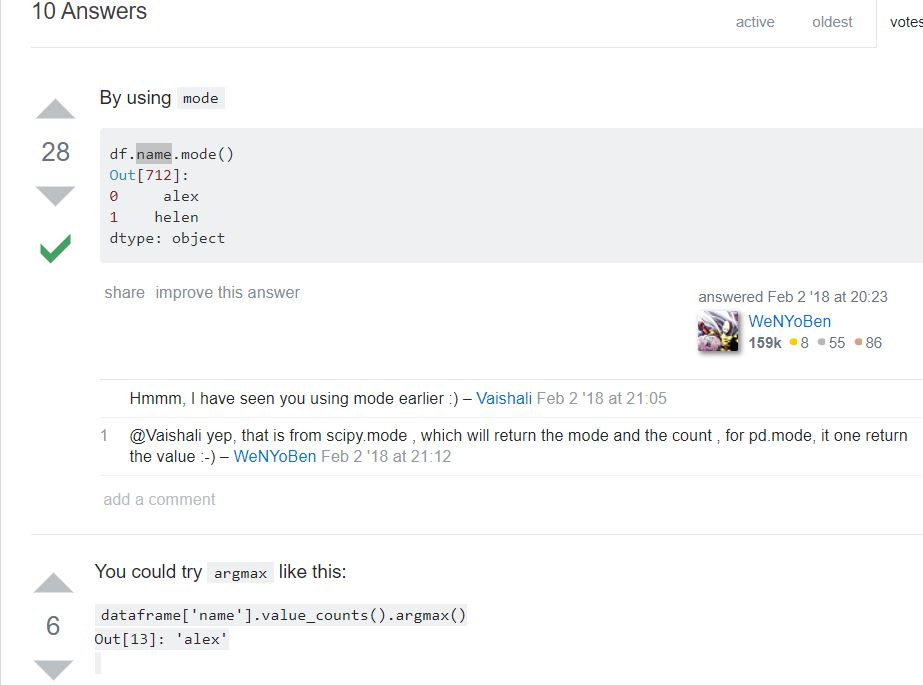 10 Answers
active oldest votes
By using mode
28
df.name.mode()
Out[712]:
0 alex
1 helen
dtype: object
share improve this answer
answered Feb 2 '18 at 20:23
WeNYoBen
159k 8 55 86
Hmmm, I have seen you using mode earlier :) – Vaishali Feb 2 '18 at 21:05
1 @Vaishali yep, that is from scipy.mode , which will return the mode and the count , for pd.mode, it one return
the value :-) – WeNYoBen Feb 2 '18 at 21:12
add a comment
You could try argmax like this:
6
dataframe['name'].value_counts().argmax()
Out[13]: 'alex'